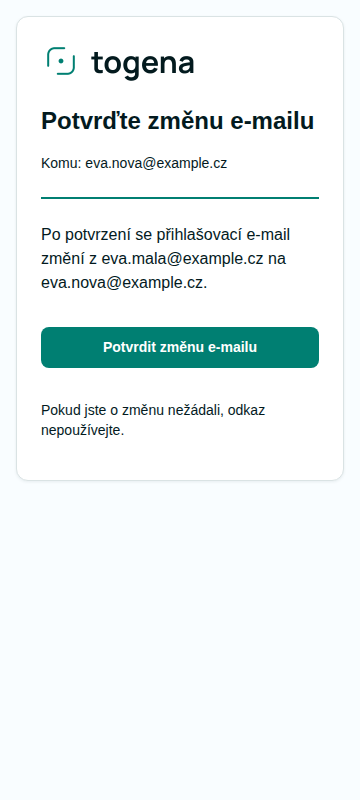 togena
Potvrďte změnu e-mailu
Komu: eva.nova@example.cz
Po potvrzení se přihlašovací e-mail
změní z eva.mala@example.cz na
eva.nova@example.cz.
Potvrdit změnu e-mailu
Pokud jste o změnu nežádali, odkaz
nepoužívejte.